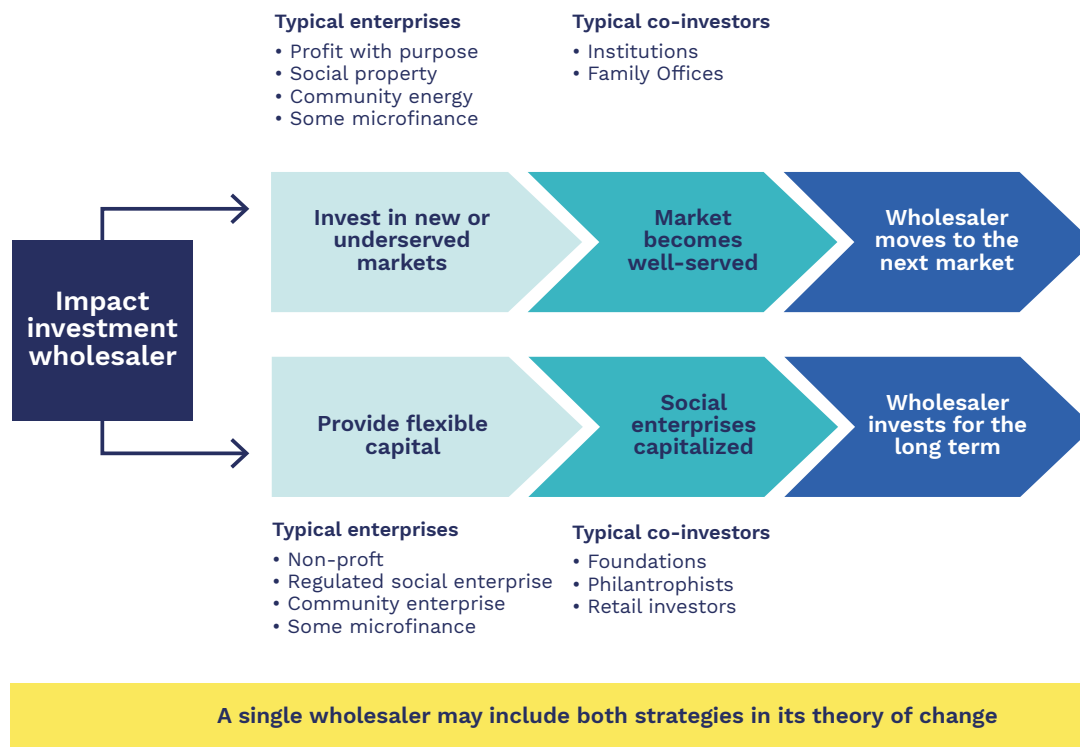 Typical enterprises
• Profit with purpose
• Social property
• Community energy
• Some microfinance
Typical co-investors
• Institutions
• Family Offices
Impact
investment
wholesaler
Invest in new or
underserved
markets
Market
becomes
well-served
Wholesaler
moves to the
next market
Provide flexible
capital
Social
enterprises
capitalized
Wholesaler
invests for the
long term
Typical enterprises
• Non-proft
• Regulated social enterprise
• Community enterprise
• Some microfinance
Typical co-investors
• Foundations
• Philantrophists
• Retail investors
A single wholesaler may include both strategies in its theory of change